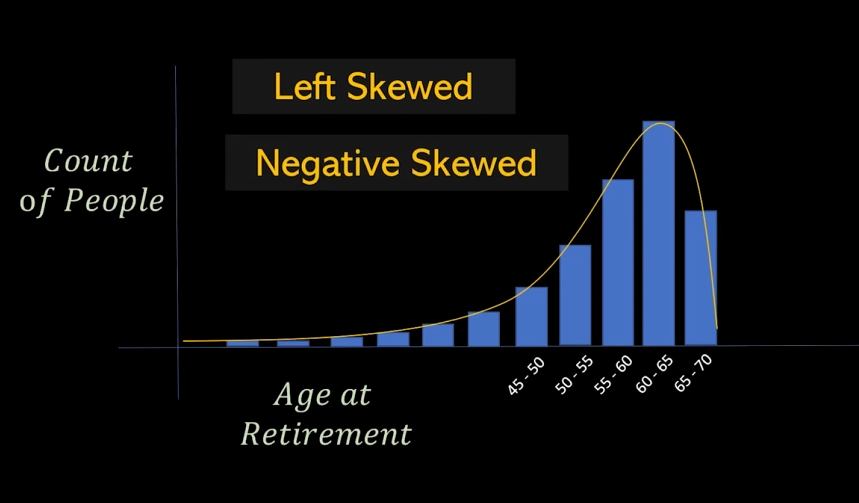 Left Skewed
Negative Skewed
Count
of People
45 - 50
50 - 55
55 - 60
60 - 65
65 - 70
Age at
Retirement